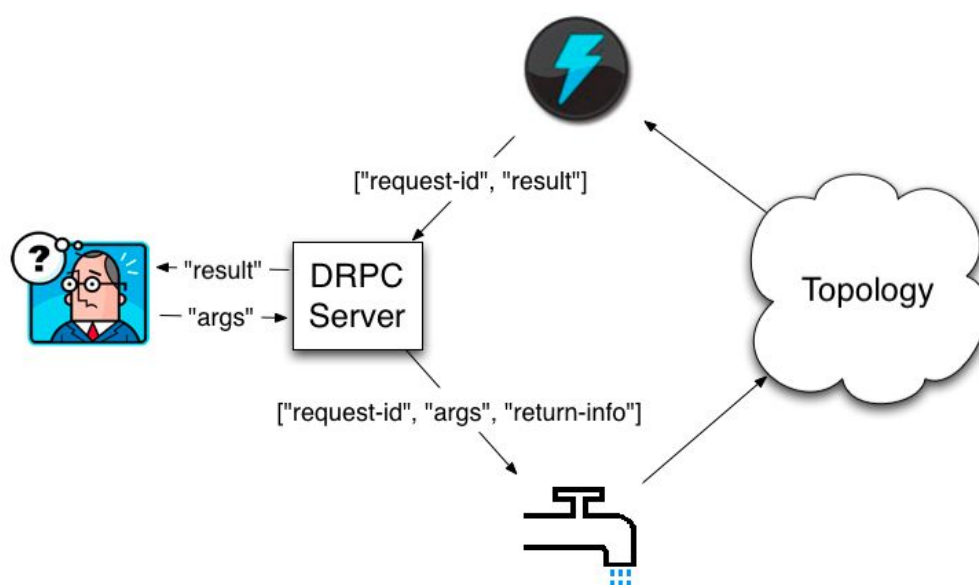 ["request-id", "result"]
?
"result"
"args"
DRPC
Server
Topology
["request-id", "args", "return-info"]